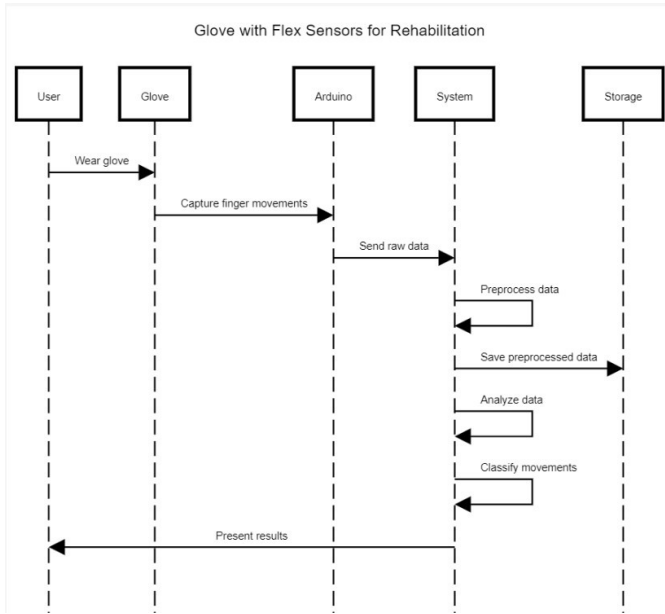 Glove with Flex Sensors for Rehabilitation
User
Glove
Arduino
System
Storage
Wear glove
Capture finger movements
Send raw data
Preprocess data
Save preprocessed data
Analyze data
Classify movements
Present results